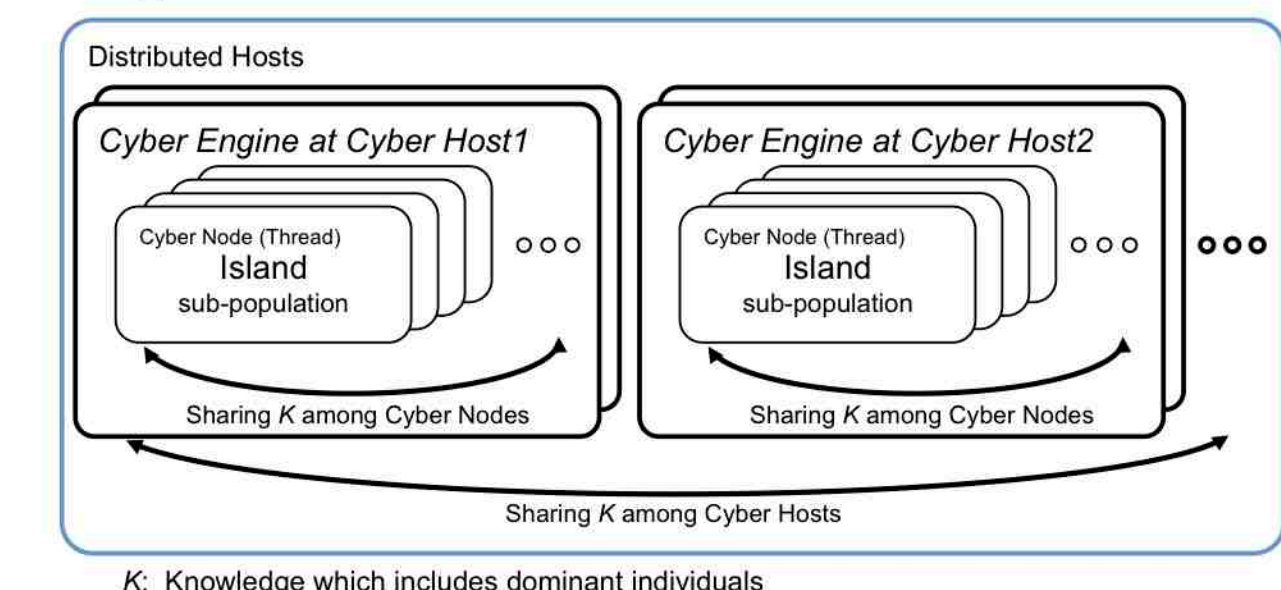 Distributed Hosts
Cyber Engine at Cyber Host1
Cyber Node (Thread)
Island
sub-population
Sharing K among Cyber Nodes
Cyber Engine at Cyber Host2
Cyber Node (Thread)
Island
sub-population
Sharing K among Cyber Nodes
Sharing K among Cyber Hosts
K: Knowledge which includes dominant individuals